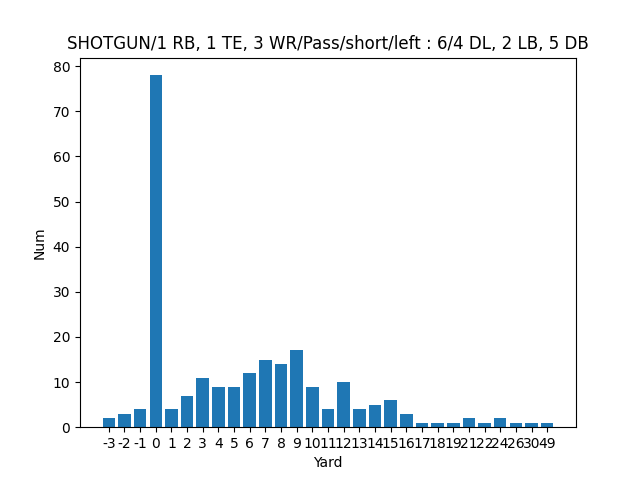 SHOTGUN/1 RB, 1 TE, 3 WR/Pass/short/left : 6/4 DL, 2 LB, 5 DB
80
70
60
50
40
30
20
10
0
Num
-3 -2 -1 0 1 2 3 4 5 6 7 8 9 10 11 12 13 14 15 16 17 18 19 21 22 24 26 30 49
Yard